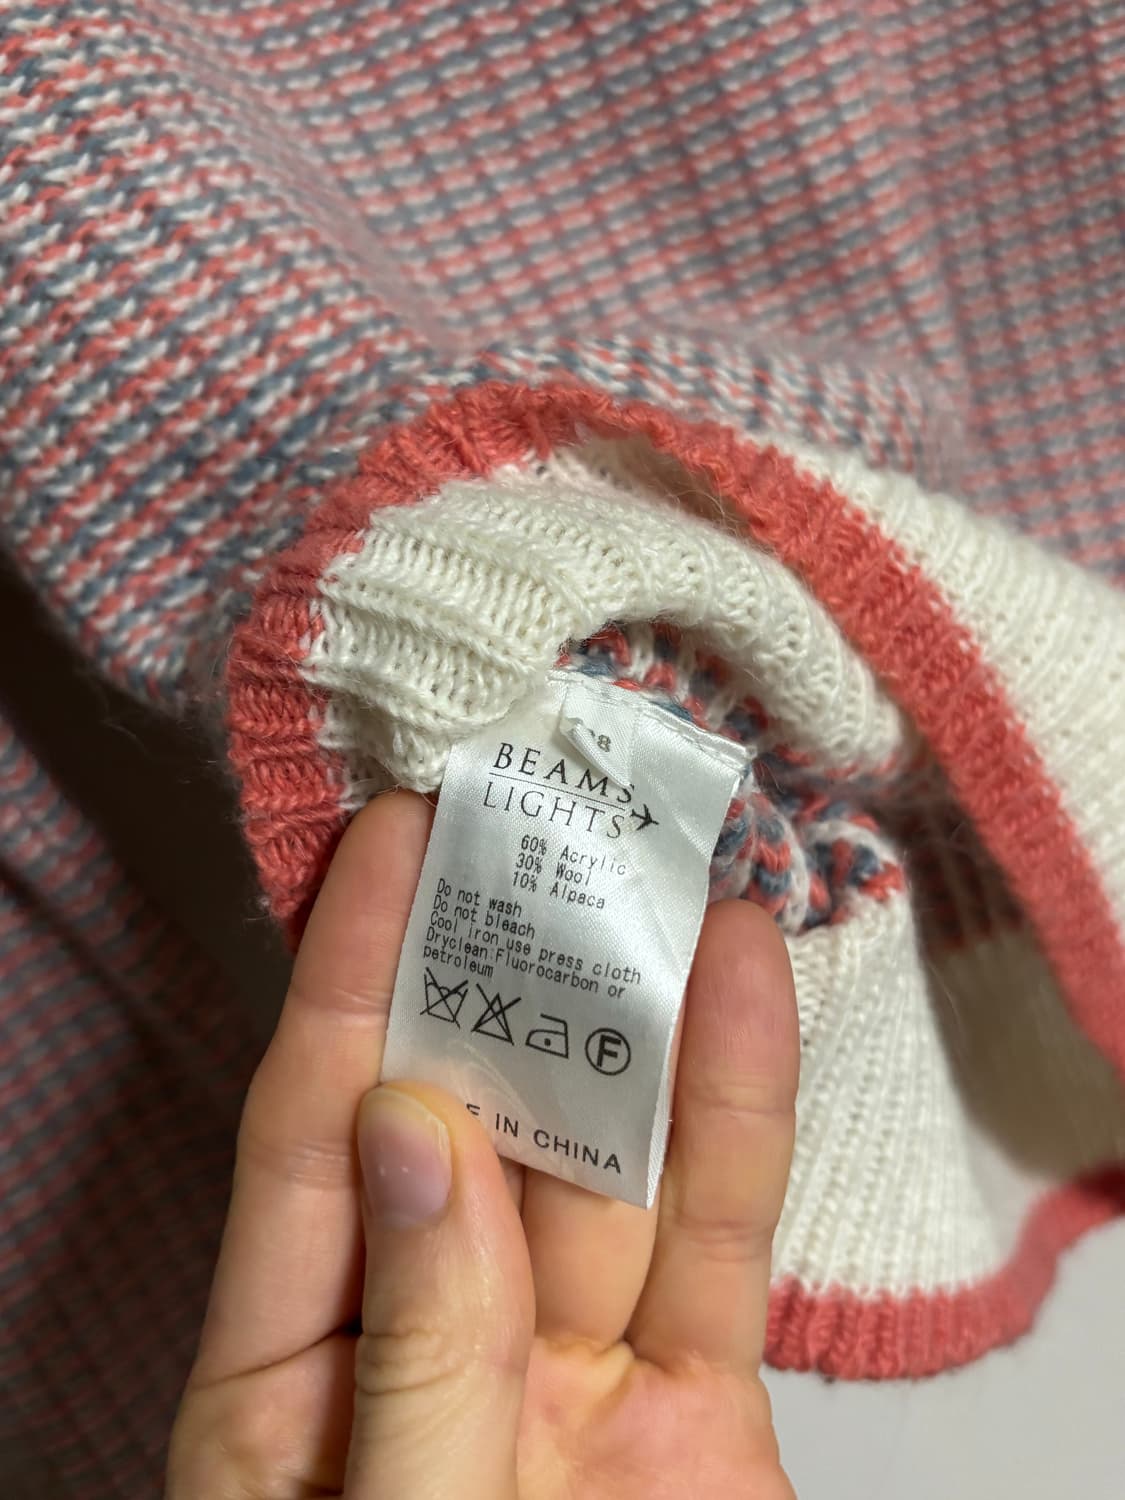 BEAMS
LIGHTS
60% Acrylic
30% Wool
10% Alpaca
Do not wash
Do not bleach
Cool iron use press cloth
Dryclean:Fluorocarbon or
petroleum
F
IN CHINA